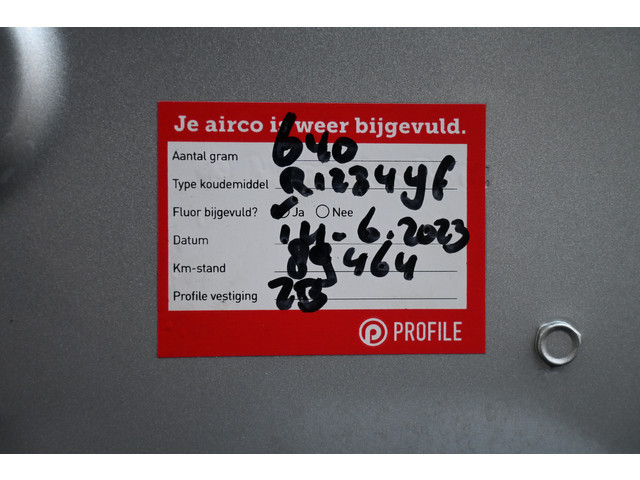 Je airco is weer bijgevuld.
Aantal gram 640
Type koudemiddel R1234yf
Fluor bijgevuld? Ja Nee
Datum 14-6.2023
Km-stand 89464
Profile vestiging
PROFILE